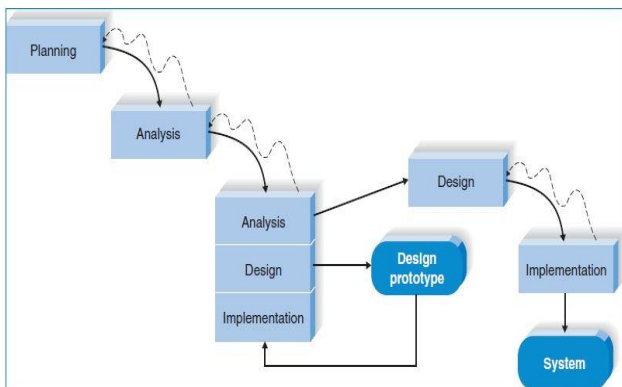 Planning
Analysis
Analysis
Design
Implementation
Design
prototype
Design
Implementation
System